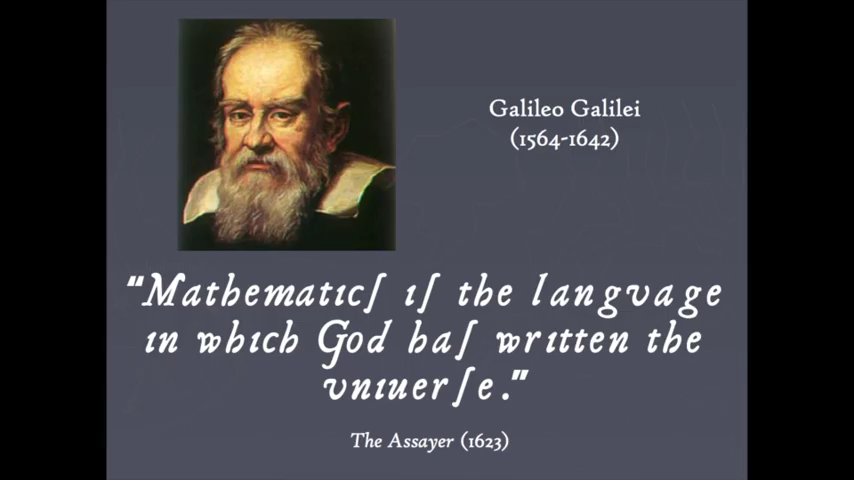 Galileo Galilei
(1564-1642)
“Mathematicſ iſ the langvage
in which God haſ written the
vniuerſe.”
The Assayer (1623)